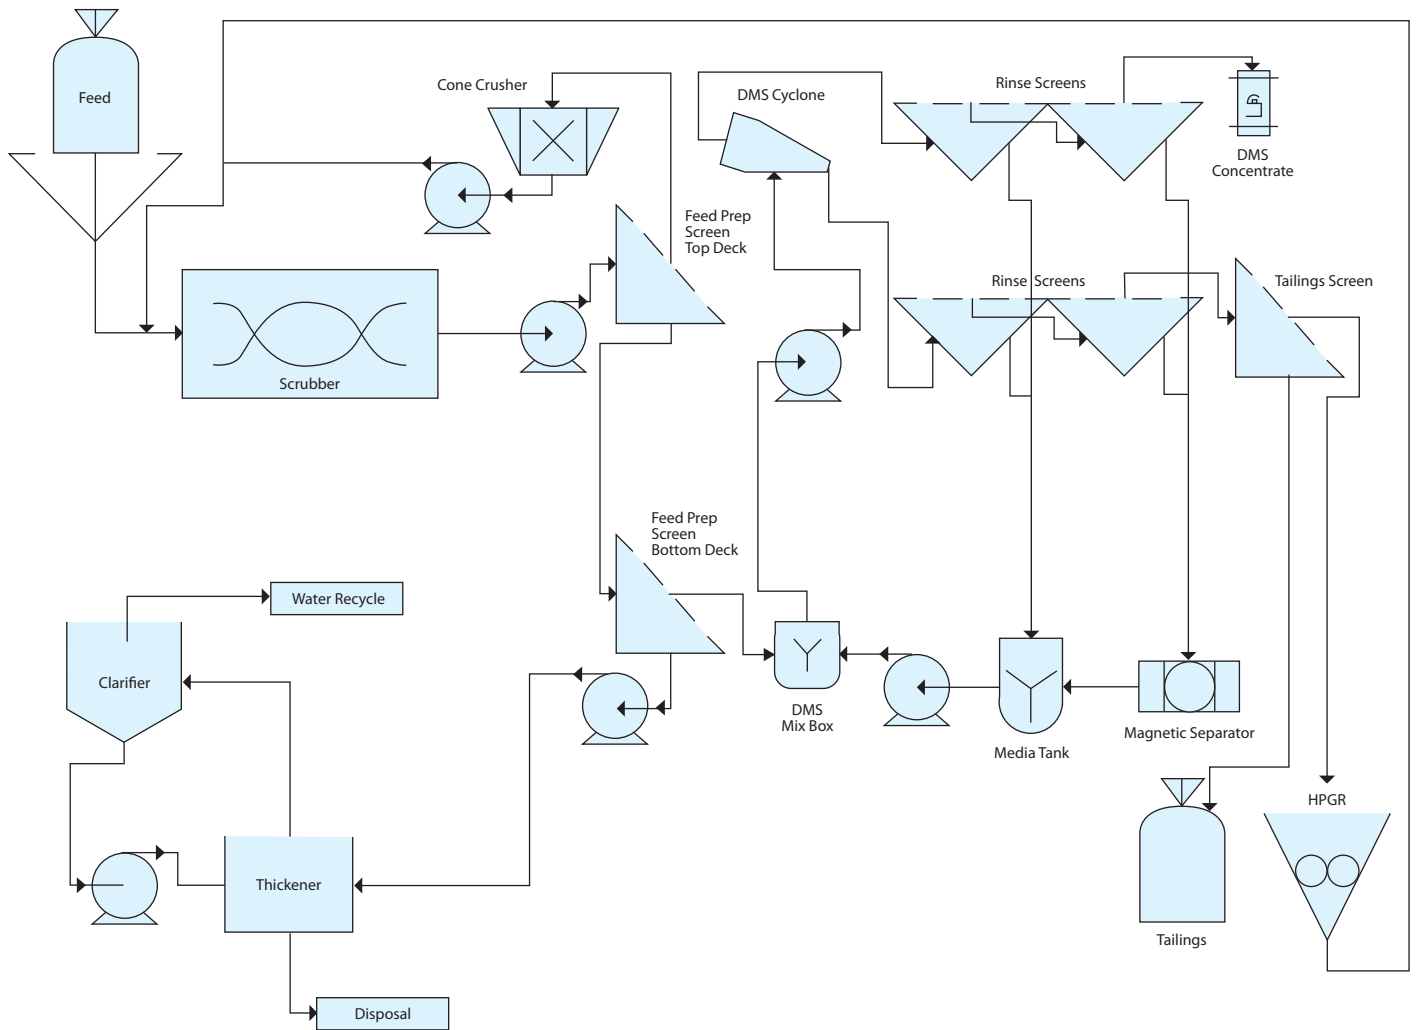 Feed
Cone Crusher
DMS Cyclone
Rinse Screens
DMS
Concentrate
Feed Prep
Screen
Top Deck
Rinse Screens
Tailings Screen
Scrubber
Feed Prep
Screen
Bottom Deck
Water Recycle
Clarifier
DMS
Mix Box
Media Tank
Magnetic Separator
HPGR
Thickener
Tailings
Disposal